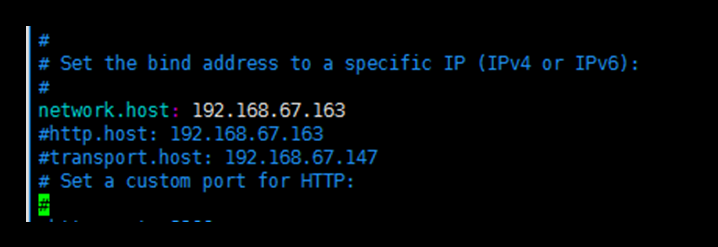 #
# Set the bind address to a specific IP (IPv4 or IPv6):
#
network.host: 192.168.67.163
#http.host: 192.168.67.163
#transport.host: 192.168.67.147
# Set a custom port for HTTP:
#